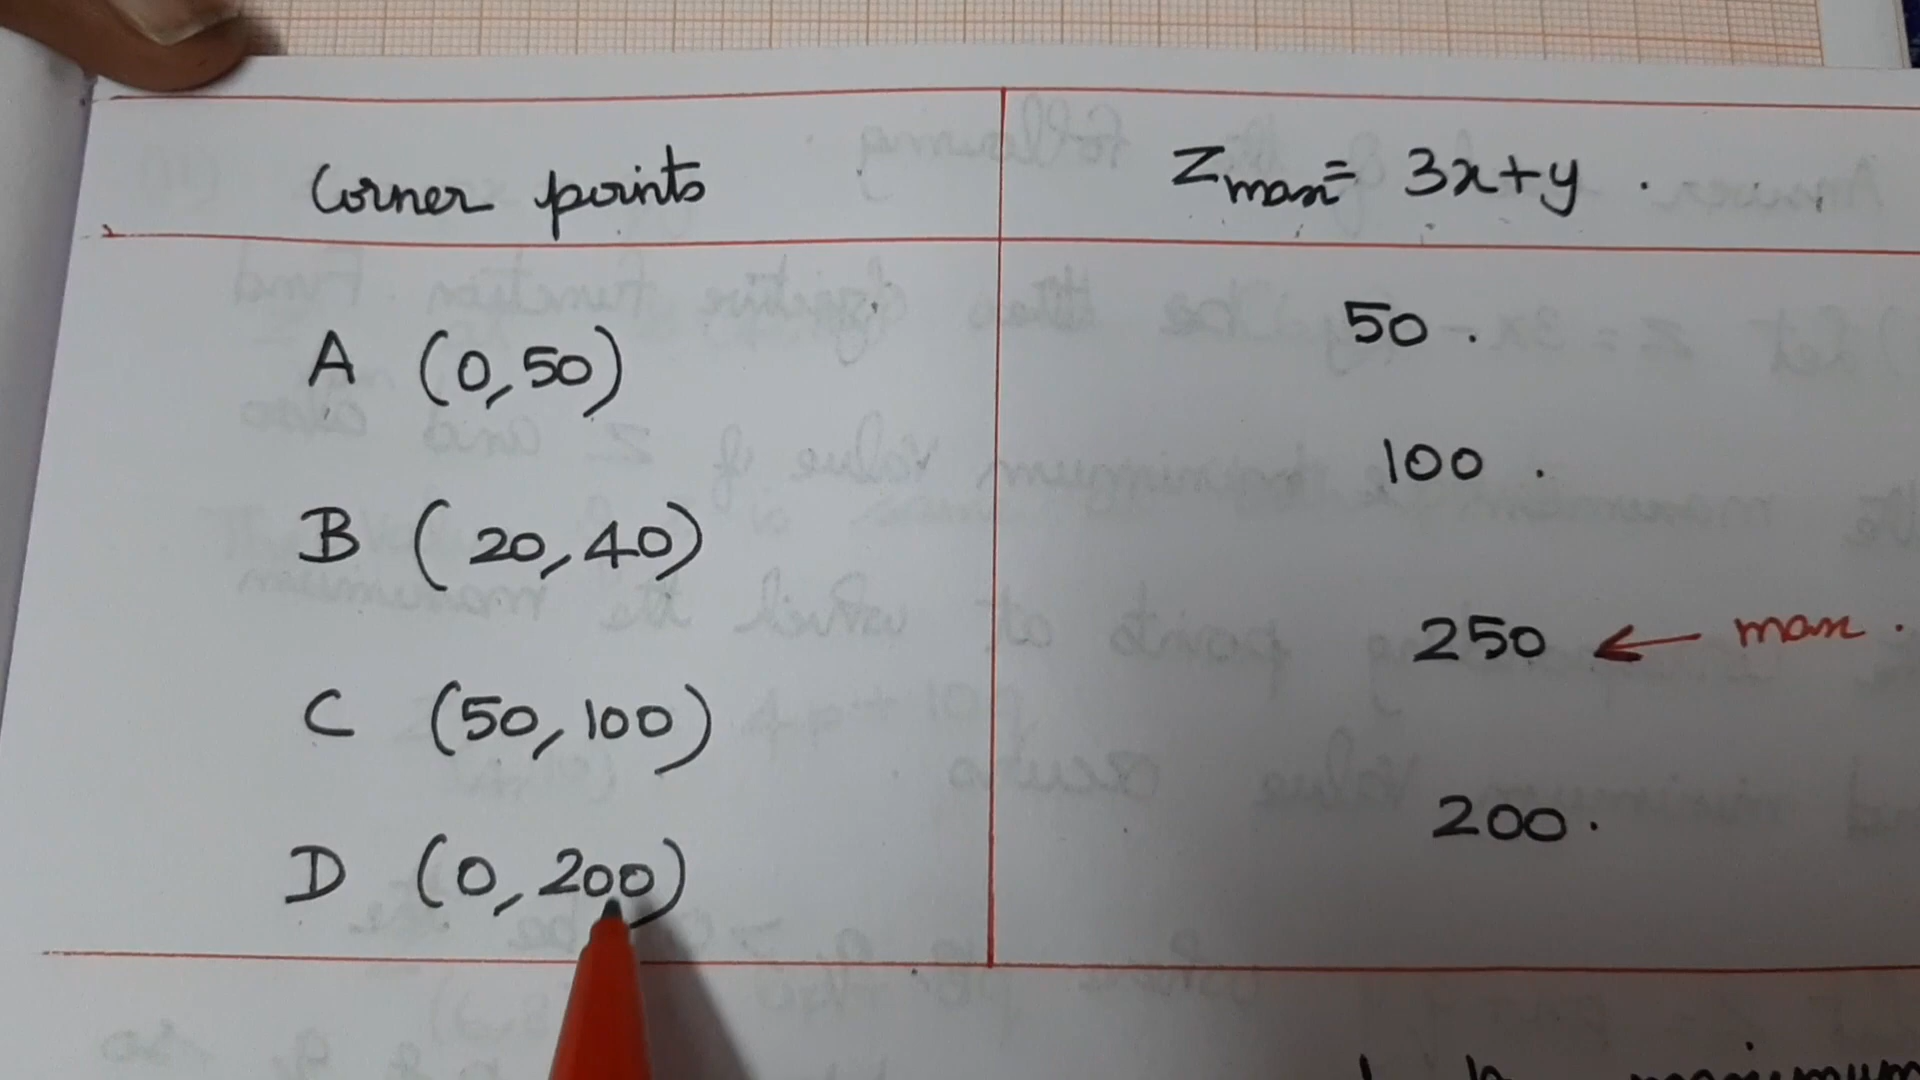 Corner points Zmax = 3x+y .
A (0,50) 50 .
B (20,40) 100 .
C (50,100) 250 ← max .
D (0,200) 200 .